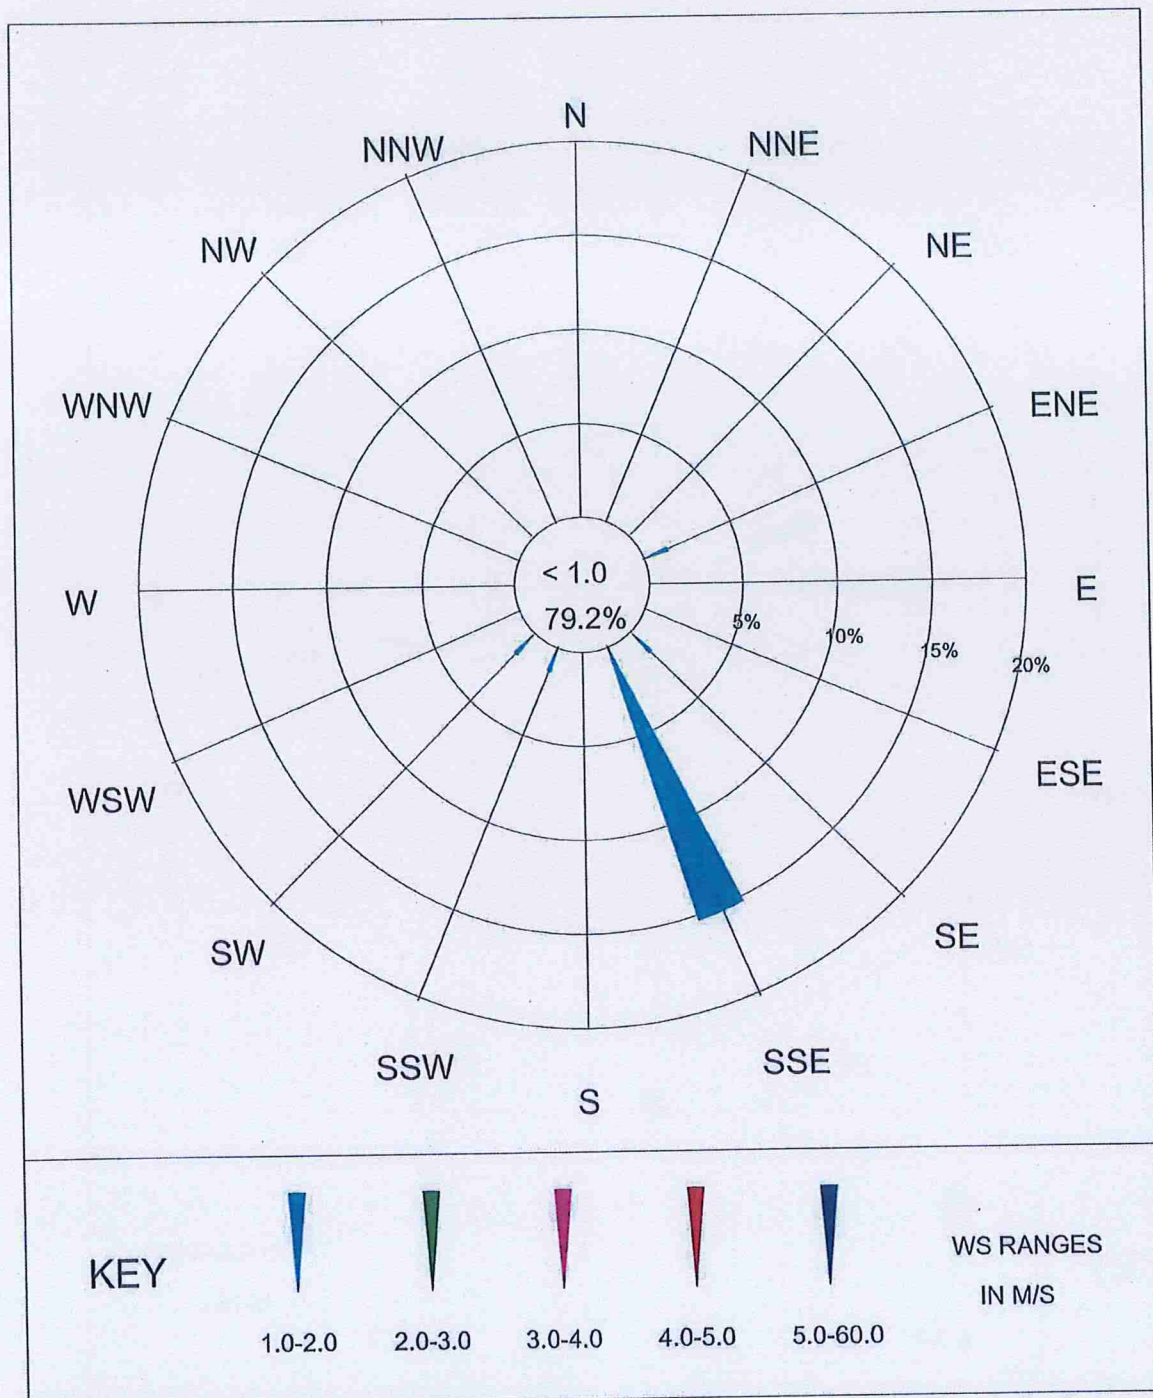 N
NNW
NNE
NW
NE
WNW
ENE
< 1.0
W
E
79.2%
5%
10%
15%
20%
WSW
ESE
SW
SE
SSW
SSE
S
KEY
WS RANGES
IN M/S
1.0-2.0
2.0-3.0
3.0-4.0
4.0-5.0
5.0-60.0